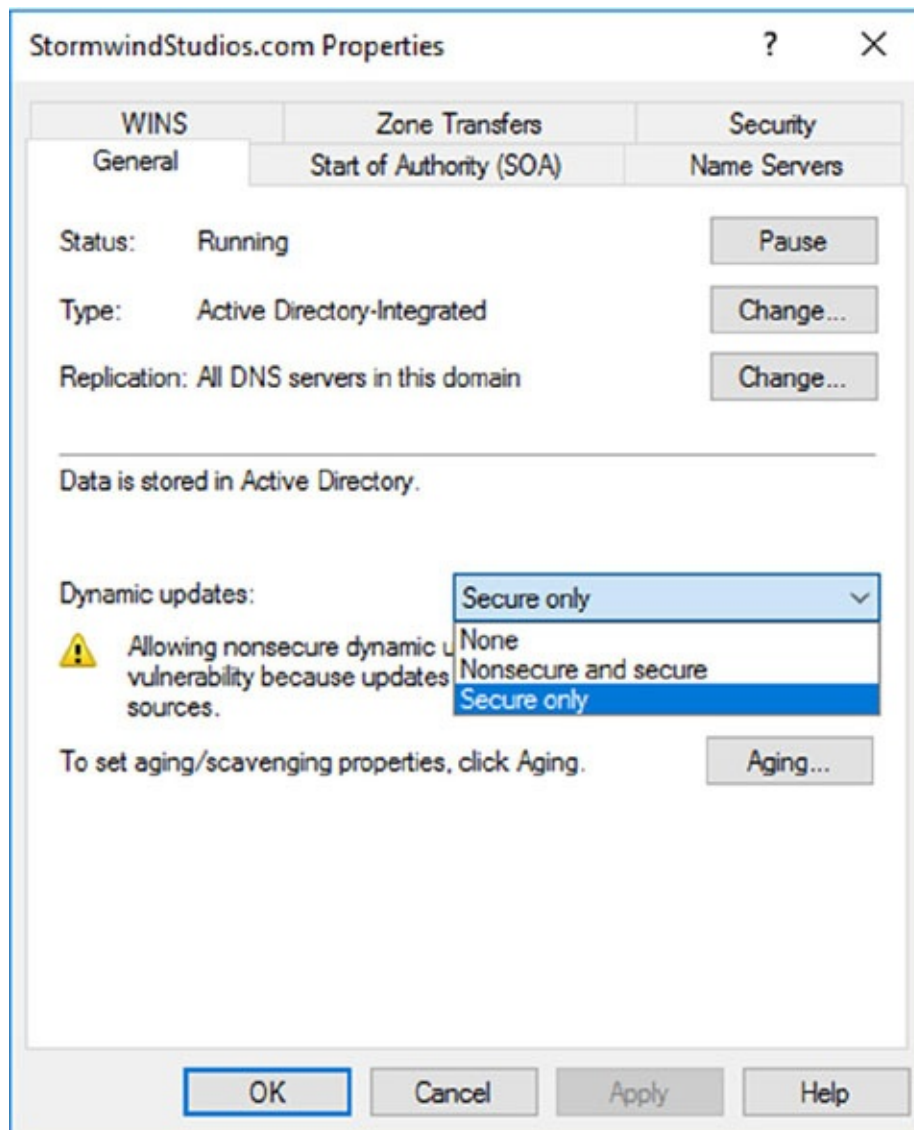 StormwindStudios.com Properties ? X
WINS Zone Transfers Security
General Start of Authority (SOA) Name Servers
Status: Running Pause
Type: Active Directory-Integrated Change...
Replication: All DNS servers in this domain Change...
Data is stored in Active Directory.
Dynamic updates: Secure only
None
Allowing nonsecure dynamic u
Nonsecure and secure
vulnerability because updates
Secure only
sources.
To set aging/scavenging properties, click Aging. Aging...
OK Cancel Apply Help